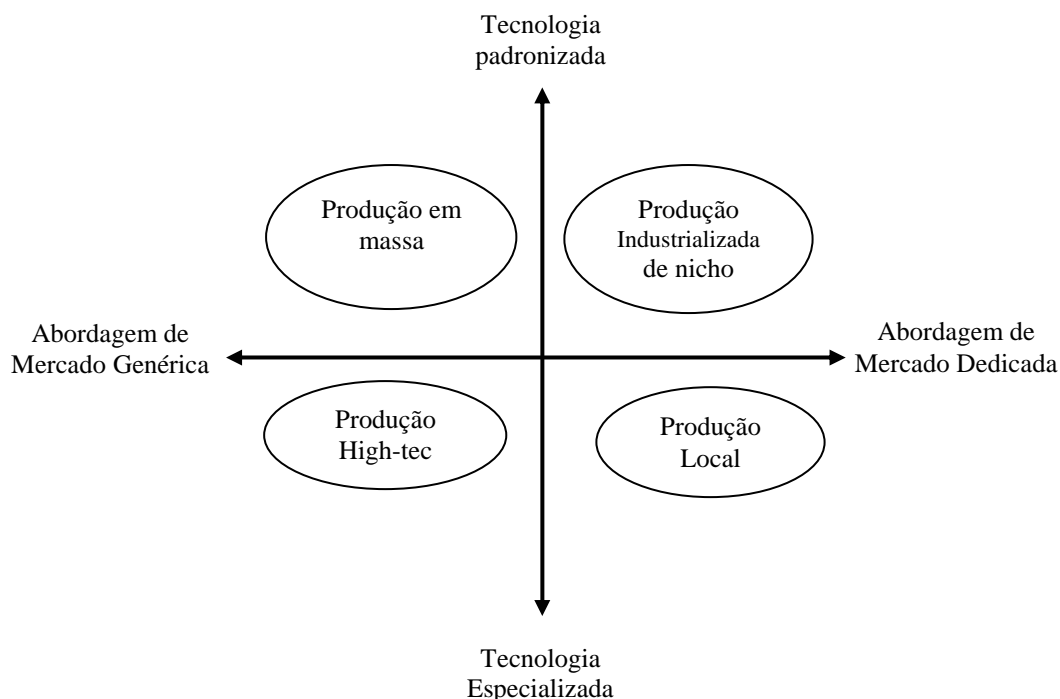 Tecnologia
padronizada
Produção em
massa
Produção
Industrializada
de nicho
Abordagem de
Mercado Genérica
Abordagem de
Mercado Dedicada
Produção
High-tec
Produção
Local
Tecnologia
Especializada